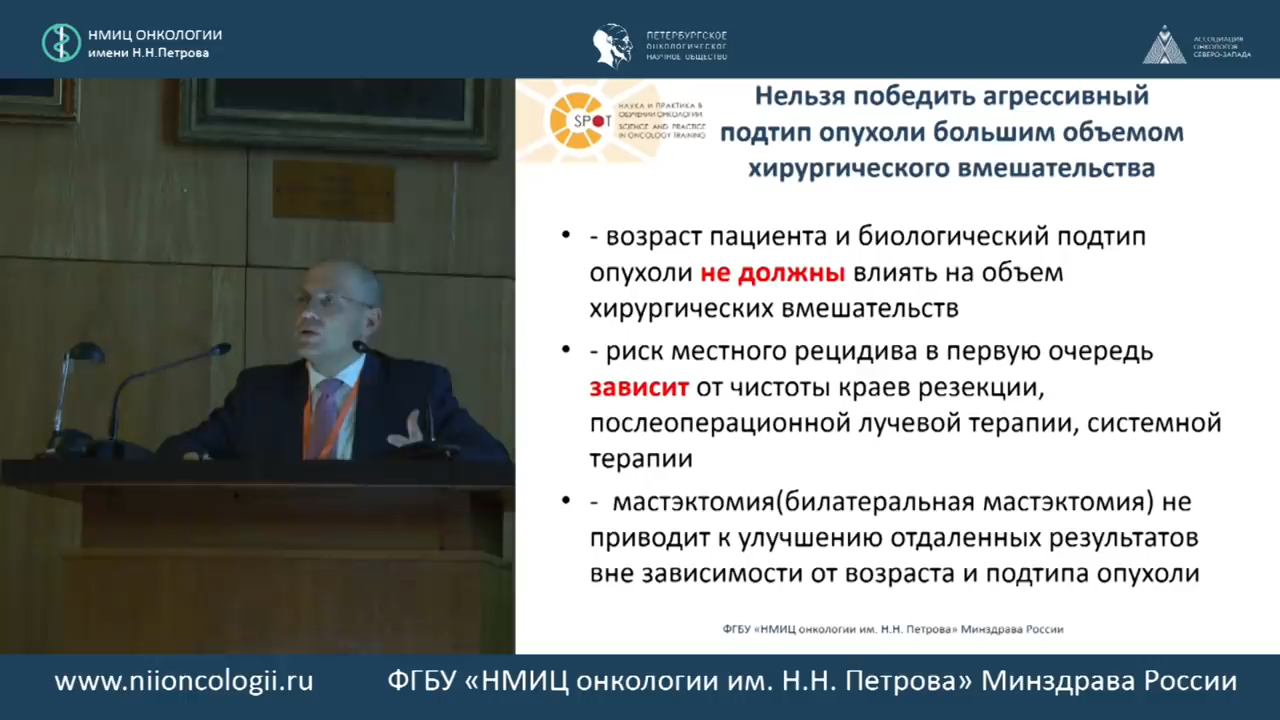 НМИЦ ОНКОЛОГИИ
имени Н.Н.Петрова
ПЕТЕРБУРГСКОЕ
ОНКОЛОГИЧЕСКОЕ
НАУЧНОЕ ОБЩЕСТВО
АССОЦИАЦИЯ
ОНКОЛОГОВ
СЕВЕРО-ЗАПАДА
SPOT
НАУКА И ПРАКТИКА В
ОБУЧЕНИИ ОНКОЛОГИИ
SCIENCE AND PRACTICE
IN ONCOLOGY TRAINING
Нельзя победить агрессивный
подтип опухоли большим объемом
хирургического вмешательства
• - возраст пациента и биологический подтип
опухоли не должны влиять на объем
хирургических вмешательств
• - риск местного рецидива в первую очередь
зависит от чистоты краев резекции,
послеоперационной лучевой терапии, системной
терапии
• - мастэктомия(билатеральная мастэктомия) не
приводит к улучшению отдаленных результатов
вне зависимости от возраста и подтипа опухоли
ФГБУ «НМИЦ онкологии им. Н.Н. Петрова» Минздрава России
www.niioncologii.ru
ФГБУ «НМИЦ онкологии им. Н.Н. Петрова» Минздрава России